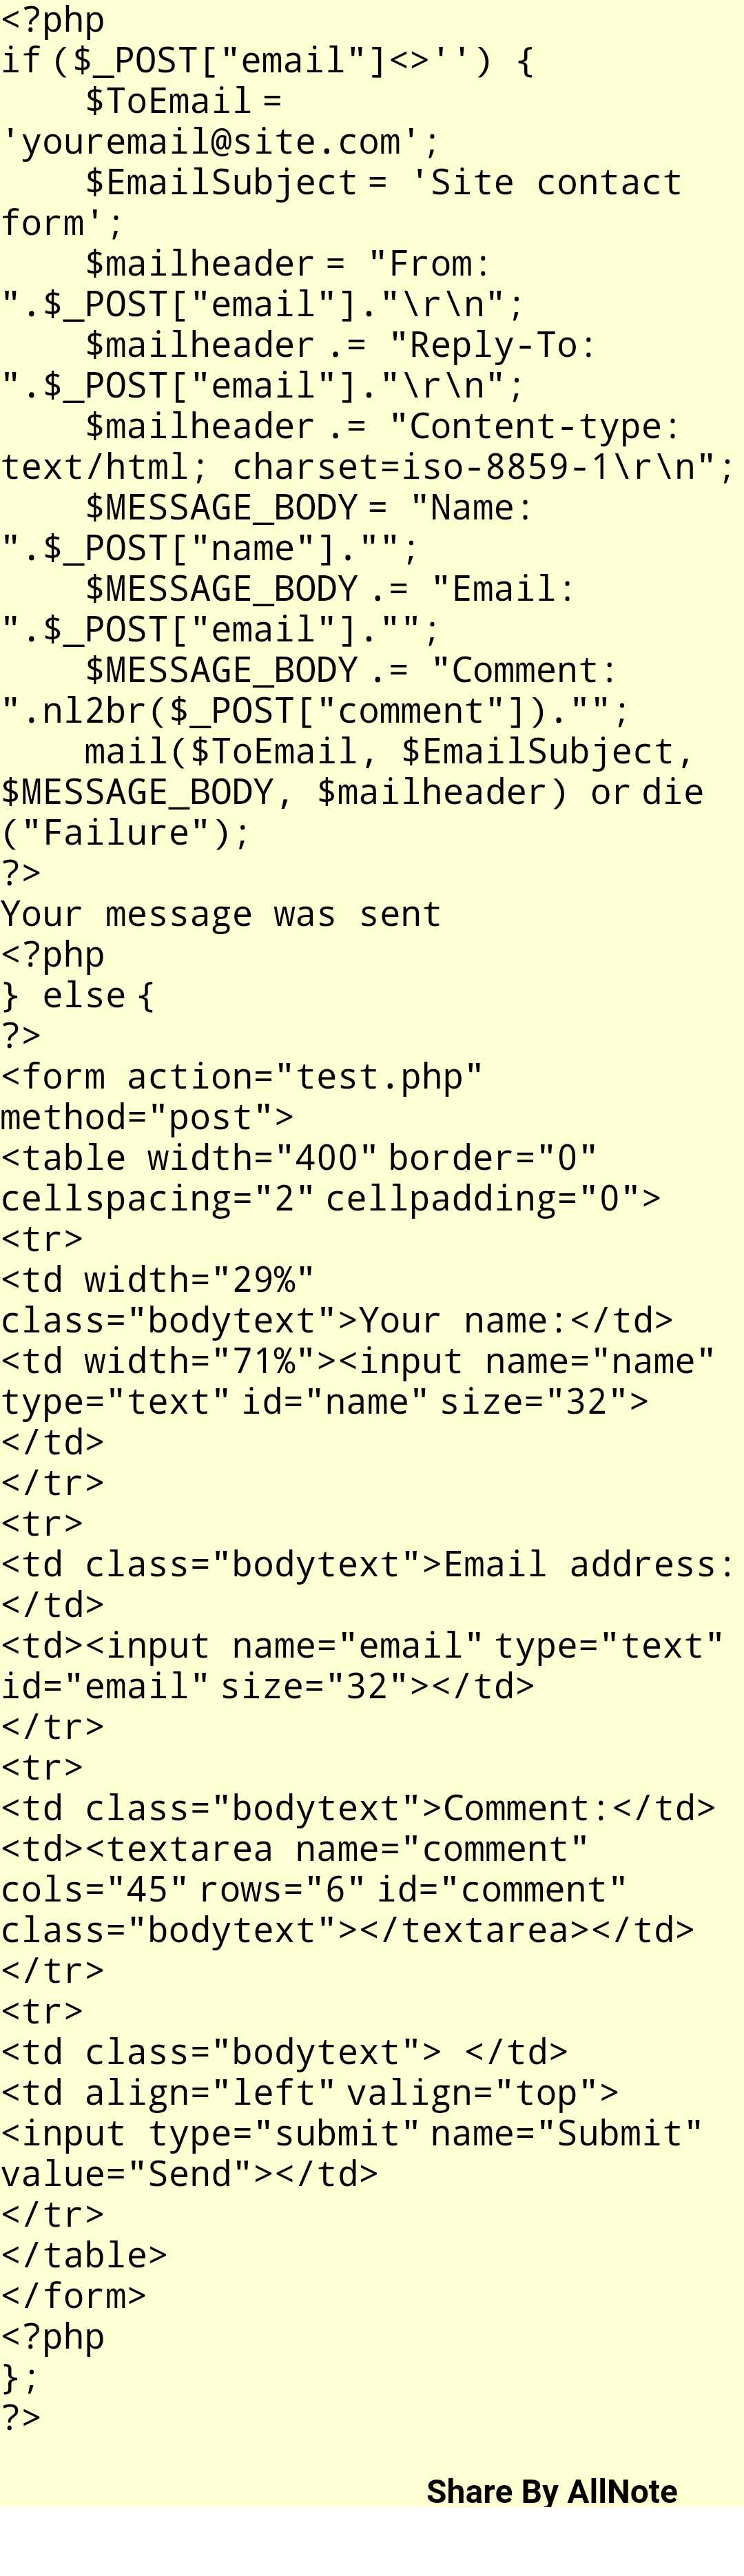 <?php
if ($_POST["email"]<>'') {
    $ToEmail =
'youremail@site.com';
    $EmailSubject = 'Site contact
form';
    $mailheader = "From:
".$_POST["email"]."\r\n";
    $mailheader .= "Reply-To:
".$_POST["email"]."\r\n";
    $mailheader .= "Content-type:
text/html; charset=iso-8859-1\r\n";
    $MESSAGE_BODY = "Name:
".$_POST["name"]."";
    $MESSAGE_BODY .= "Email:
".$_POST["email"]."";
    $MESSAGE_BODY .= "Comment:
".nl2br($_POST["comment"])."";
    mail($ToEmail, $EmailSubject,
$MESSAGE_BODY, $mailheader) or die
("Failure");
?>
Your message was sent
<?php
} else {
?>
<form action="test.php"
method="post">
<table width="400" border="0"
cellspacing="2" cellpadding="0">
<tr>
<td width="29%"
class="bodytext">Your name:</td>
<td width="71%"><input name="name"
type="text" id="name" size="32">
</td>
</tr>
<tr>
<td class="bodytext">Email address:
</td>
<td><input name="email" type="text"
id="email" size="32"></td>
</tr>
<tr>
<td class="bodytext">Comment:</td>
<td><textarea name="comment"
cols="45" rows="6" id="comment"
class="bodytext"></textarea></td>
</tr>
<tr>
<td class="bodytext"> </td>
<td align="left" valign="top">
<input type="submit" name="Submit"
value="Send"></td>
</tr>
</table>
</form>
<?php
};
?>
Share By AllNote